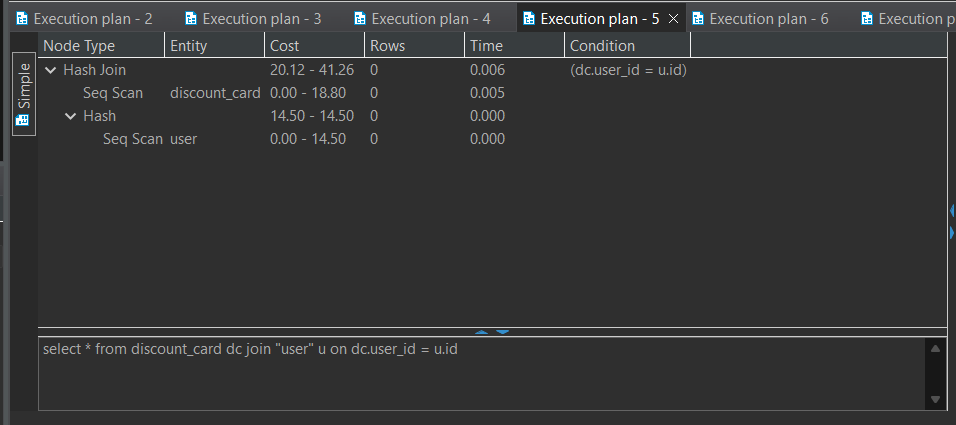 Execution plan - 2 Execution plan - 3 Execution plan - 4 Execution plan - 5 Execution plan - 6 Execution p
Simple
Node Type Entity Cost Rows Time Condition
Hash Join 20.12 - 41.26 0 0.006 (dc.user_id = u.id)
Seq Scan discount_card 0.00 - 18.80 0 0.005
Hash 14.50 - 14.50 0 0.000
Seq Scan user 0.00 - 14.50 0 0.000
select * from discount_card dc join "user" u on dc.user_id = u.id